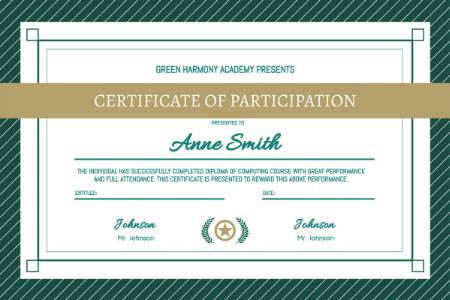 GREEN HARMONY ACADEMY PRESENTS
CERTIFICATE OF PARTICIPATION
PRESENTED TO
Anne Smith
THE INDIVIDUAL HAS SUCCESSFULLY COMPLETED DIPLOMA OF COMPUTING COURSE WITH GREAT PERFORMANCE
AND FULL ATTENDANCE. THIS CERTIFICATE IS PRESENTED TO REWARD THIS ABOVE PERFORMANCE.
ENTITLED: DATE:
Johnson Johnson
Mr Johnson Mr Johnson